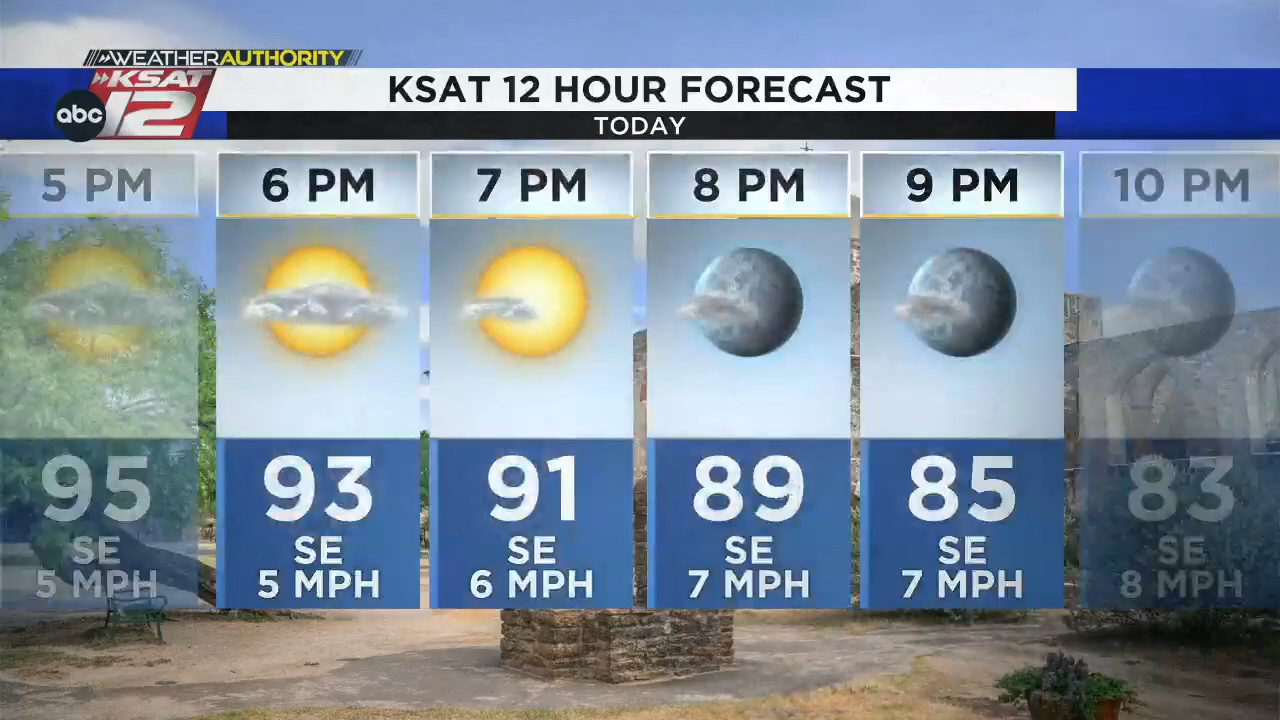 WEATHERAUTHORITY
KSAT
abc 12
KSAT 12 HOUR FORECAST
TODAY
5 PM 6 PM 7 PM 8 PM 9 PM 10 PM
95 93 91 89 85 83
SE SE SE SE SE SE
5 MPH 5 MPH 6 MPH 7 MPH 7 MPH 8 MPH